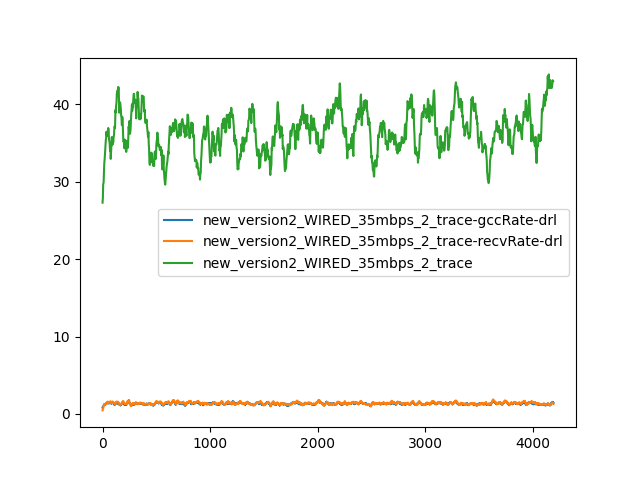 40
30
20
10
0
new_version2_WIRED_35mbps_2_trace-gccRate-drl
new_version2_WIRED_35mbps_2_trace-recvRate-drl
new_version2_WIRED_35mbps_2_trace
0 1000 2000 3000 4000